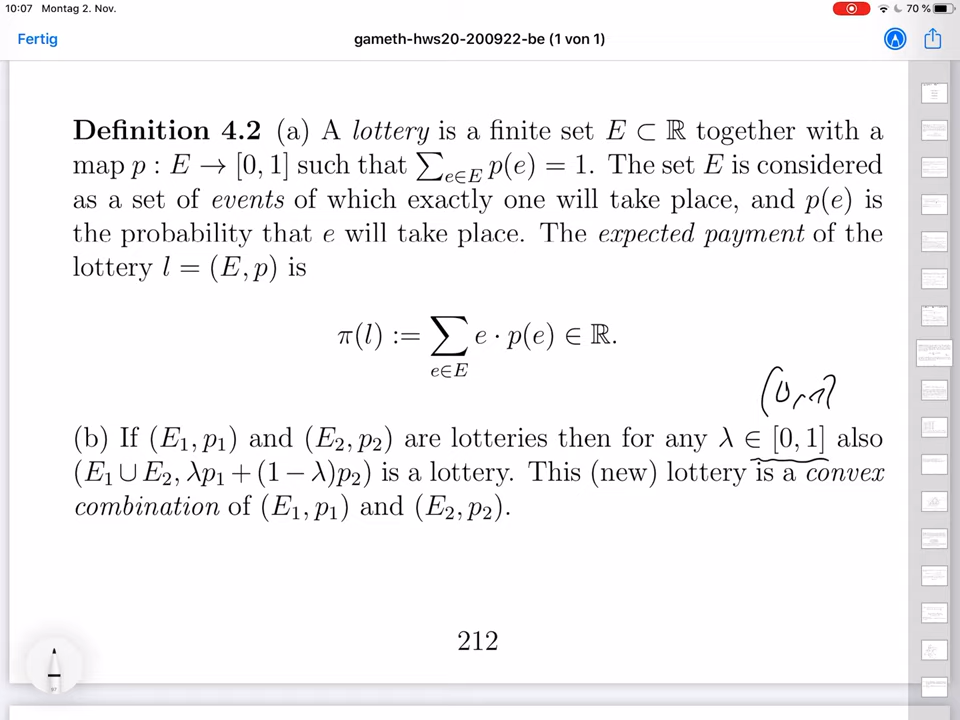 10:07 Montag 2. Nov. 70 %
Fertig gameth-hws20-200922-be (1 von 1)
Definition 4.2 (a) A lottery is a finite set E ⊂ ℝ together with a
map p : E → [0, 1] such that ∑_{e∈E} p(e) = 1. The set E is considered
as a set of events of which exactly one will take place, and p(e) is
the probability that e will take place. The expected payment of the
lottery l = (E, p) is
π(l) := ∑_{e∈E} e · p(e) ∈ ℝ.
(b) If (E₁, p₁) and (E₂, p₂) are lotteries then for any λ ∈ [0, 1] also
(E₁ ∪ E₂, λp₁ + (1 − λ)p₂) is a lottery. This (new) lottery is a convex
combination of (E₁, p₁) and (E₂, p₂).
212